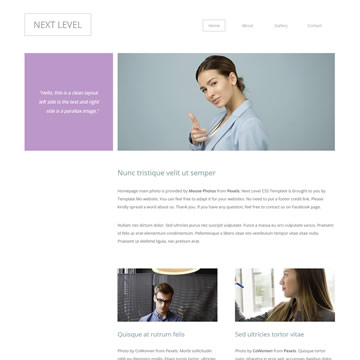 NEXT LEVEL
Home About Gallery Contact
"Hello, this is a clean layout
left side is the text and right
side is a parallax image."
Nunc tristique velit ut semper
Homepage main photo is provided by Moose Photos from Pexels. Next Level CSS Template is brought to you by
Template Mo website. You can feel free to adapt it for your websites. No need to put a footer credit link. Please
kindly spread a word about us. Thank you. If you have any question, feel free to contact us on Facebook page.
Nullam nec dictum dolor. Sed ultricies purus nec suscipit vulputate. Fusce a massa eu orci vulputate varius. Praesent
id felis at erat elementum condimentum. Pellentesque a libero vitae nisi vestibulum tempor vitae vitae nulla.
Praesent ut eleifend ligula, nec pretium erat.
Quisque at rutrum felis
Photo by CoWomen from Pexels. Morbi sollicitudin,
Sed ultricies tortor vitae
Photo by CoWomen from Pexels. Nunc tortor